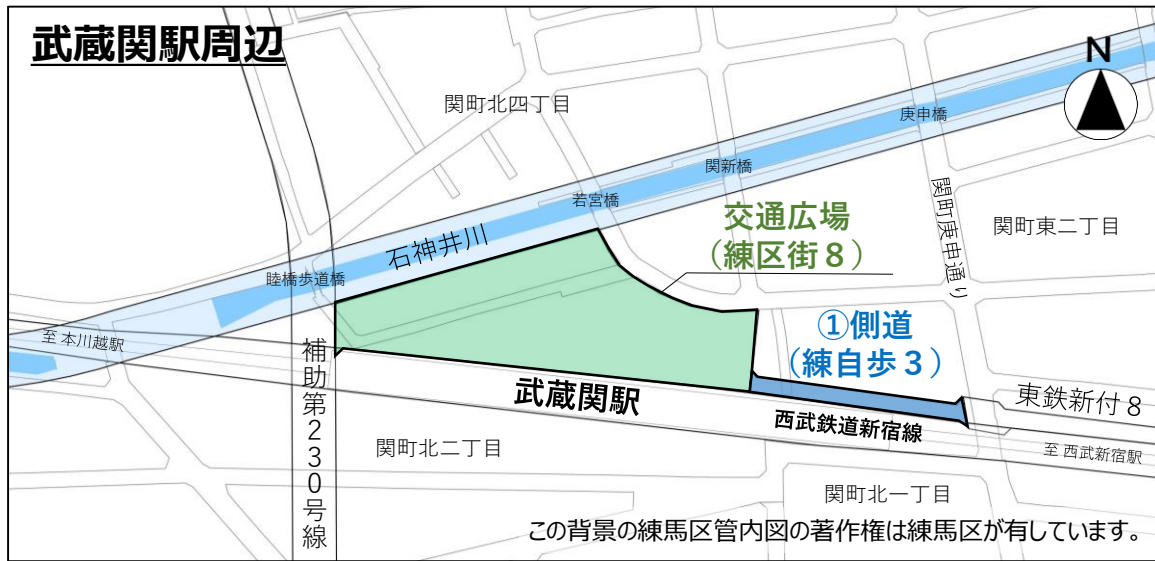 武蔵関駅周辺
N
関町北四丁目
庚申橋
関新橋
若宮橋
交通広場
（練区街８）
関町庚申通り
関町東二丁目
石神井川
睦橋歩道橋
至 本川越駅
①側道
（練自歩３）
補助第２３０号線
武蔵関駅
西武鉄道新宿線
東鉄新付８
至 西武新宿駅
関町北二丁目
関町北一丁目
この背景の練馬区管内図の著作権は練馬区が有しています。